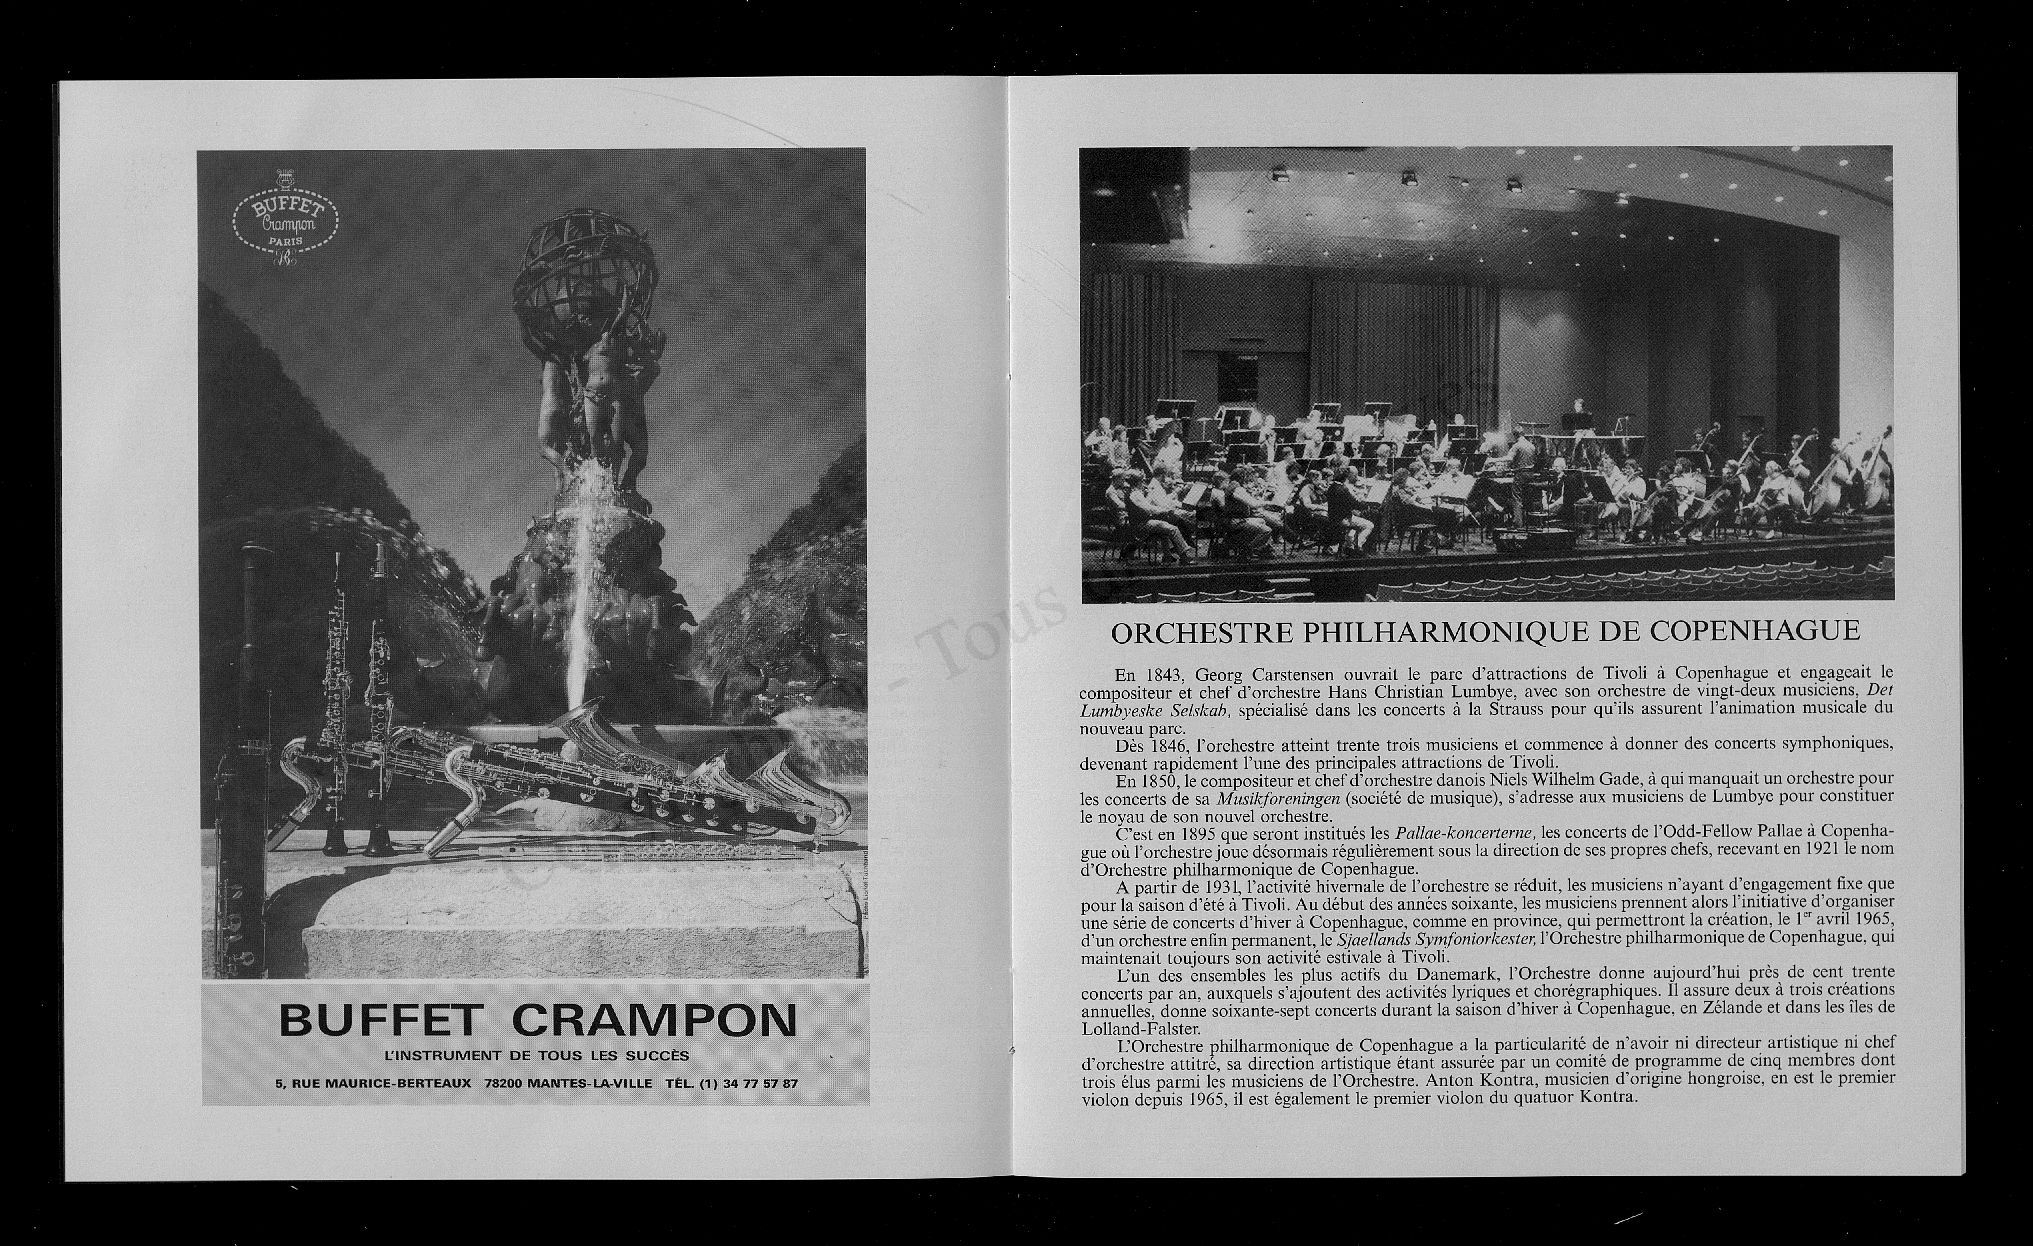 BUFFET
Crampon
PARIS
BUFFET CRAMPON
L'INSTRUMENT DE TOUS LES SUCCÈS
5, RUE MAURICE-BERTEAUX 78200 MANTES-LA-VILLE TÉL. (1) 34 77 57 87
ORCHESTRE PHILHARMONIQUE DE COPENHAGUE
En 1843, Georg Carstensen ouvrait le parc d'attractions de Tivoli à Copenhague et engageait le
compositeur et chef d'orchestre Hans Christian Lumbye, avec son orchestre de vingt-deux musiciens, Det
Lumbyeske Selskab, spécialisé dans les concerts à la Strauss pour qu'ils assurent l'animation musicale du
nouveau parc.
Dès 1846, l'orchestre atteint trente trois musiciens et commence à donner des concerts symphoniques,
devenant rapidement l'une des principales attractions de Tivoli.
En 1850, le compositeur et chef d'orchestre danois Niels Wilhelm Gade, à qui manquait un orchestre pour
les concerts de sa Musikforeningen (société de musique), s'adresse aux musiciens de Lumbye pour constituer
le noyau de son nouvel orchestre.
C'est en 1895 que seront institués les Pallae-koncerterne, les concerts de l'Odd-Fellow Pallae à Copenha-
gue où l'orchestre joue désormais régulièrement sous la direction de ses propres chefs, recevant en 1921 le nom
d'Orchestre philharmonique de Copenhague.
A partir de 1931, l'activité hivernale de l'orchestre se réduit, les musiciens n'ayant d'engagement fixe que
pour la saison d'été à Tivoli. Au début des années soixante, les musiciens prennent alors l'initiative d'organiser
une série de concerts d'hiver à Copenhague, comme en province, qui permettront la création, le 1er avril 1965,
d'un orchestre enfin permanent, le Sjaellands Symfoniorkester, l'Orchestre philharmonique de Copenhague, qui
maintenait toujours son activité estivale à Tivoli.
L'un des ensembles les plus actifs du Danemark, l'Orchestre donne aujourd'hui près de cent trente
concerts par an, auxquels s'ajoutent des activités lyriques et chorégraphiques. Il assure deux à trois créations
annuelles, donne soixante-sept concerts durant la saison d'hiver à Copenhague, en Zélande et dans les îles de
Lolland-Falster.
L'Orchestre philharmonique de Copenhague a la particularité de n'avoir ni directeur artistique ni chef
d'orchestre attitré, sa direction artistique étant assurée par un comité de programme de cinq membres dont
trois élus parmi les musiciens de l'Orchestre. Anton Kontra, musicien d'origine hongroise, en est le premier
violon depuis 1965, il est également le premier violon du quatuor Kontra.
- Tous